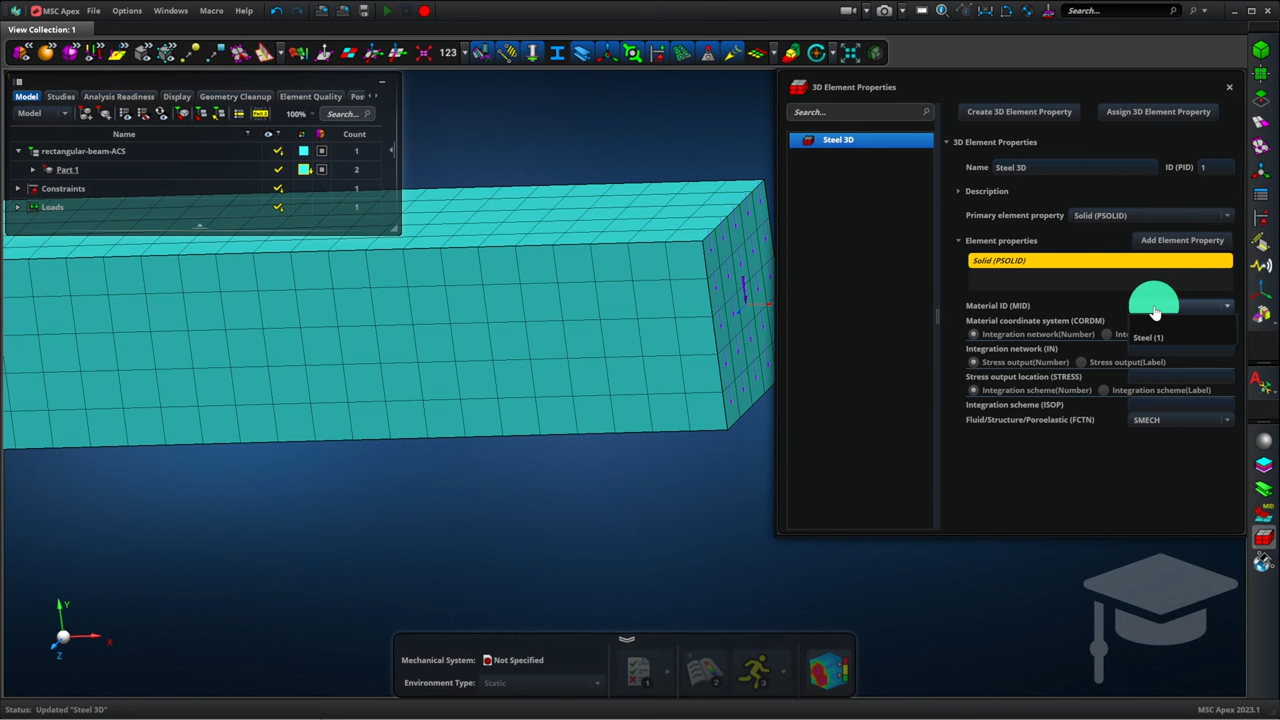 MSC Apex File Options Windows Macro Help Search...
View Collection: 1
123
Model Studies Analysis Readiness Display Geometry Cleanup Element Quality Pos
Model 100% Search...
Name Count
rectangular-beam-ACS 1
Part 1 2
Constraints 1
Loads 1
3D Element Properties
Search... Create 3D Element Property Assign 3D Element Property
Steel 3D
3D Element Properties
Name Steel 3D ID (PID) 1
Description
Primary element property Solid (PSOLID)
Element properties Add Element Property
Solid (PSOLID)
Material ID (MID)
Material coordinate system (CORDM)
Integration network(Number)
Steel (1)
Integration network (IN)
Stress output(Number) Stress output(Label)
Stress output location (STRESS)
Integration scheme(Number) Integration scheme(Label)
Integration scheme (ISOP)
Fluid/Structure/Poroelastic (FCTN) SMECH
MID
Y
X
Z
Mechanical System: Not Specified
Environment Type: Static
1 2 3
Status: Updated "Steel 3D" MSC Apex 2023.1